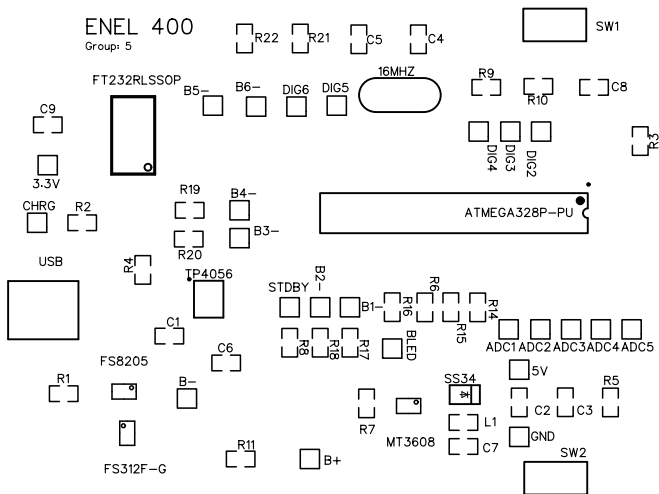 ENEL 400
Group: 5
R22
R21
C5
C4
SW1
FT232RLSSOP
B5-
B6-
DIG6
DIG5
16MHZ
R9
R10
C8
C9
3.3V
DIG4
DIG3
DIG2
R3
CHRG
R2
R19
B4-
R20
B3-
ATMEGA328P-PU
USB
R4
TP4056
STDBY
B2-
B1-
R16
R6
R15
R14
C1
C6
R8
R18
R17
BLED
ADC1
ADC2
ADC3
ADC4
ADC5
FS8205
R1
B-
SS34
5V
R7
MT3608
L1
C7
C2
C3
R5
GND
FS312F-G
R11
B+
SW2